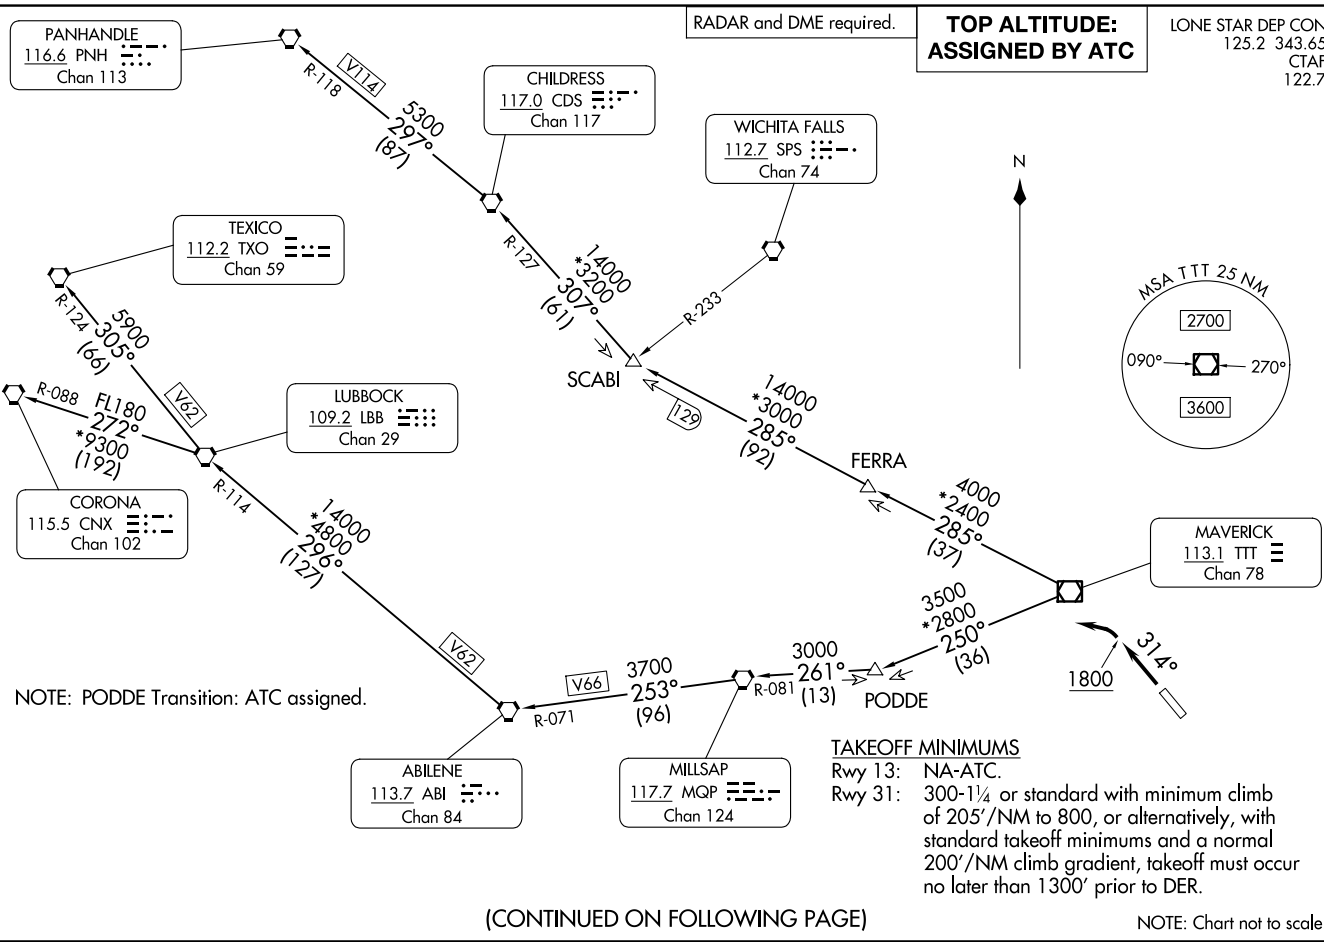 RADAR and DME required.
TOP ALTITUDE:
ASSIGNED BY ATC
LONE STAR DEP CON
125.2 343.65
CTAF
122.7
PANHANDLE
116.6 PNH
Chan 113
R-118
V114
5300
297°
(87)
CHILDRESS
117.0 CDS
Chan 117
WICHITA FALLS
112.7 SPS
Chan 74
N
TEXICO
112.2 TXO
Chan 59
R-127
14000
*3200
307°
(61)
R-233
MSA TTT 25 NM
2700
090°
270°
3600
R-124
5900
305°
(66)
V62
SCABI
129
14000
*3000
285°
(92)
R-088
FL180
272°
*9300
(192)
LUBBOCK
109.2 LBB
Chan 29
FERRA
CORONA
115.5 CNX
Chan 102
R-114
14000
*4800
296°
(127)
4000
*2400
285°
(37)
MAVERICK
113.1 TTT
Chan 78
3500
*2800
250°
(36)
314°
1800
V62
NOTE: PODDE Transition: ATC assigned.
V66
R-071
3700
253°
(96)
R-081
3000
261°
(13)
PODDE
ABILENE
113.7 ABI
Chan 84
MILLSAP
117.7 MQP
Chan 124
TAKEOFF MINIMUMS
Rwy 13: NA-ATC.
Rwy 31: 300-1¼ or standard with minimum climb
of 205'/NM to 800, or alternatively, with
standard takeoff minimums and a normal
200'/NM climb gradient, takeoff must occur
no later than 1300' prior to DER.
(CONTINUED ON FOLLOWING PAGE)
NOTE: Chart not to scale